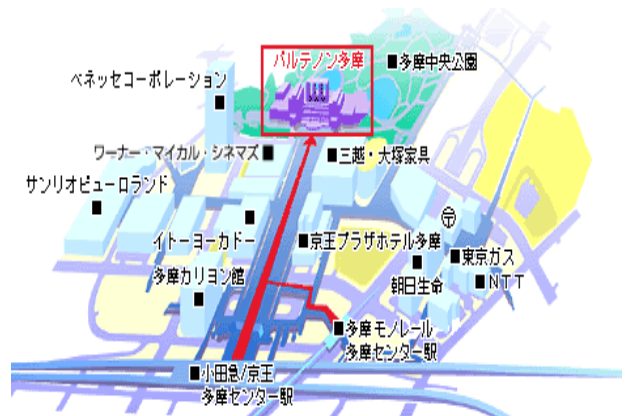 パルテノン多摩
■多摩中央公園
ベネッセコーポレーション
ワーナー・マイカル・シネマズ■
■三越・大塚家具
サンリオピューロランド
イトーヨーカドー
■京王プラザホテル多摩
〒
■東京ガス
多摩カリヨン館
朝日生命
■NTT
■多摩モノレール
多摩センター駅
■小田急/京王
多摩センター駅